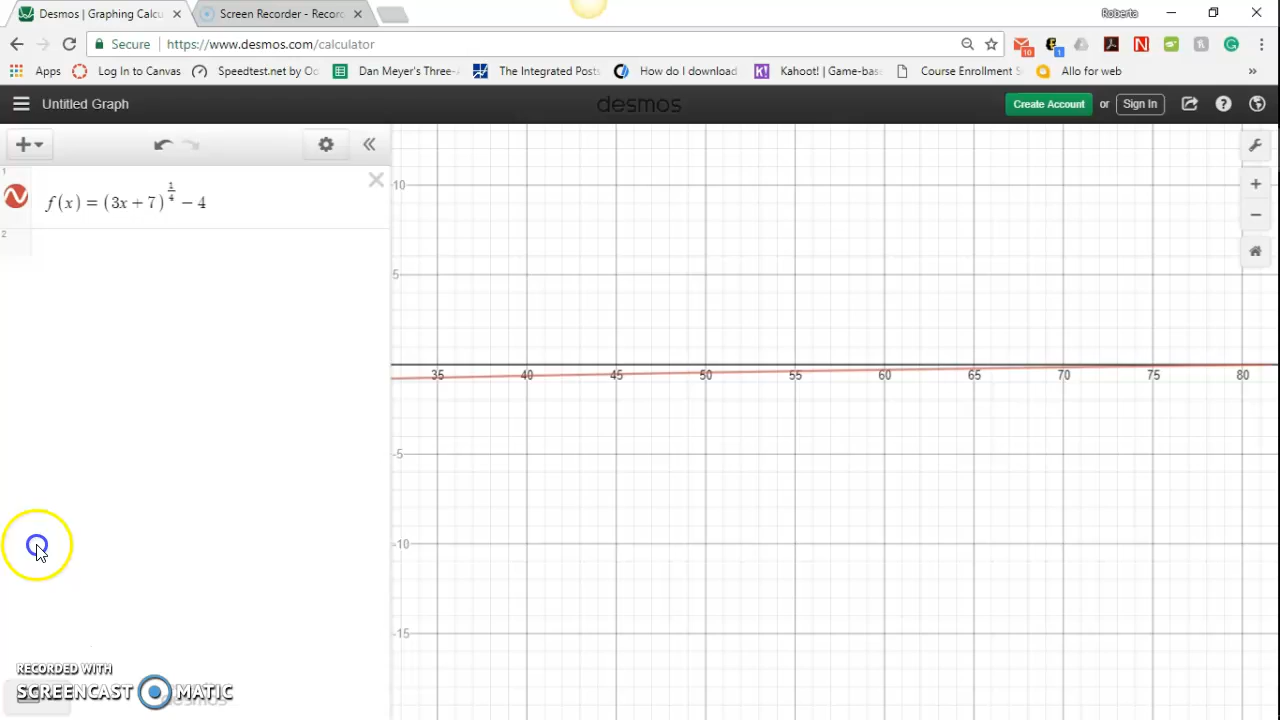 Desmos | Graphing Calcu
Screen Recorder - Recor
Roberta
Secure
https://www.desmos.com/calculator
10
1
Apps
Log In to Canvas
Speedtest.net by Oo
Dan Meyer's Three-
The Integrated Posts
How do I download
Kahoot! | Game-bas
Course Enrollment S
Allo for web
»
Untitled Graph
desmos
Create Account
or
Sign In
1
f(x) = (3x + 7)^{1/4} − 4
2
10
5
35
40
45
50
55
60
65
70
75
80
-5
-10
-15
RECORDED WITH
SCREENCAST MATIC